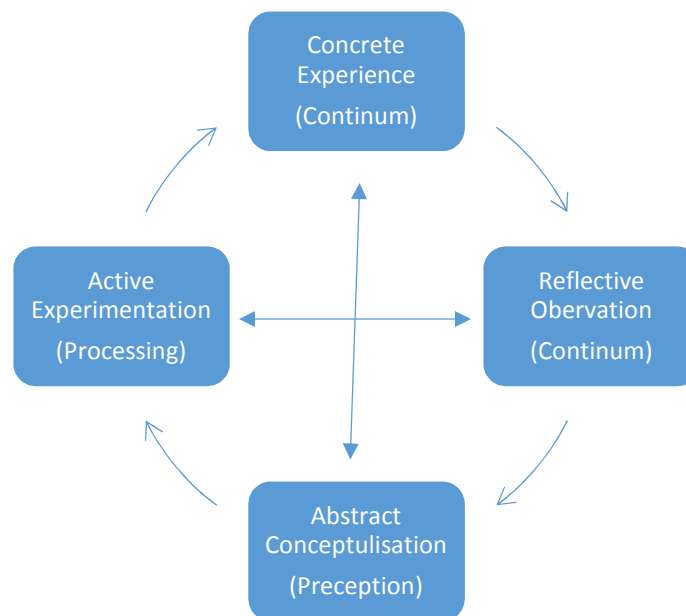 Concrete
Experience
(Continum)
Active
Experimentation
(Processing)
Reflective
Obervation
(Continum)
Abstract
Conceptulisation
(Preception)